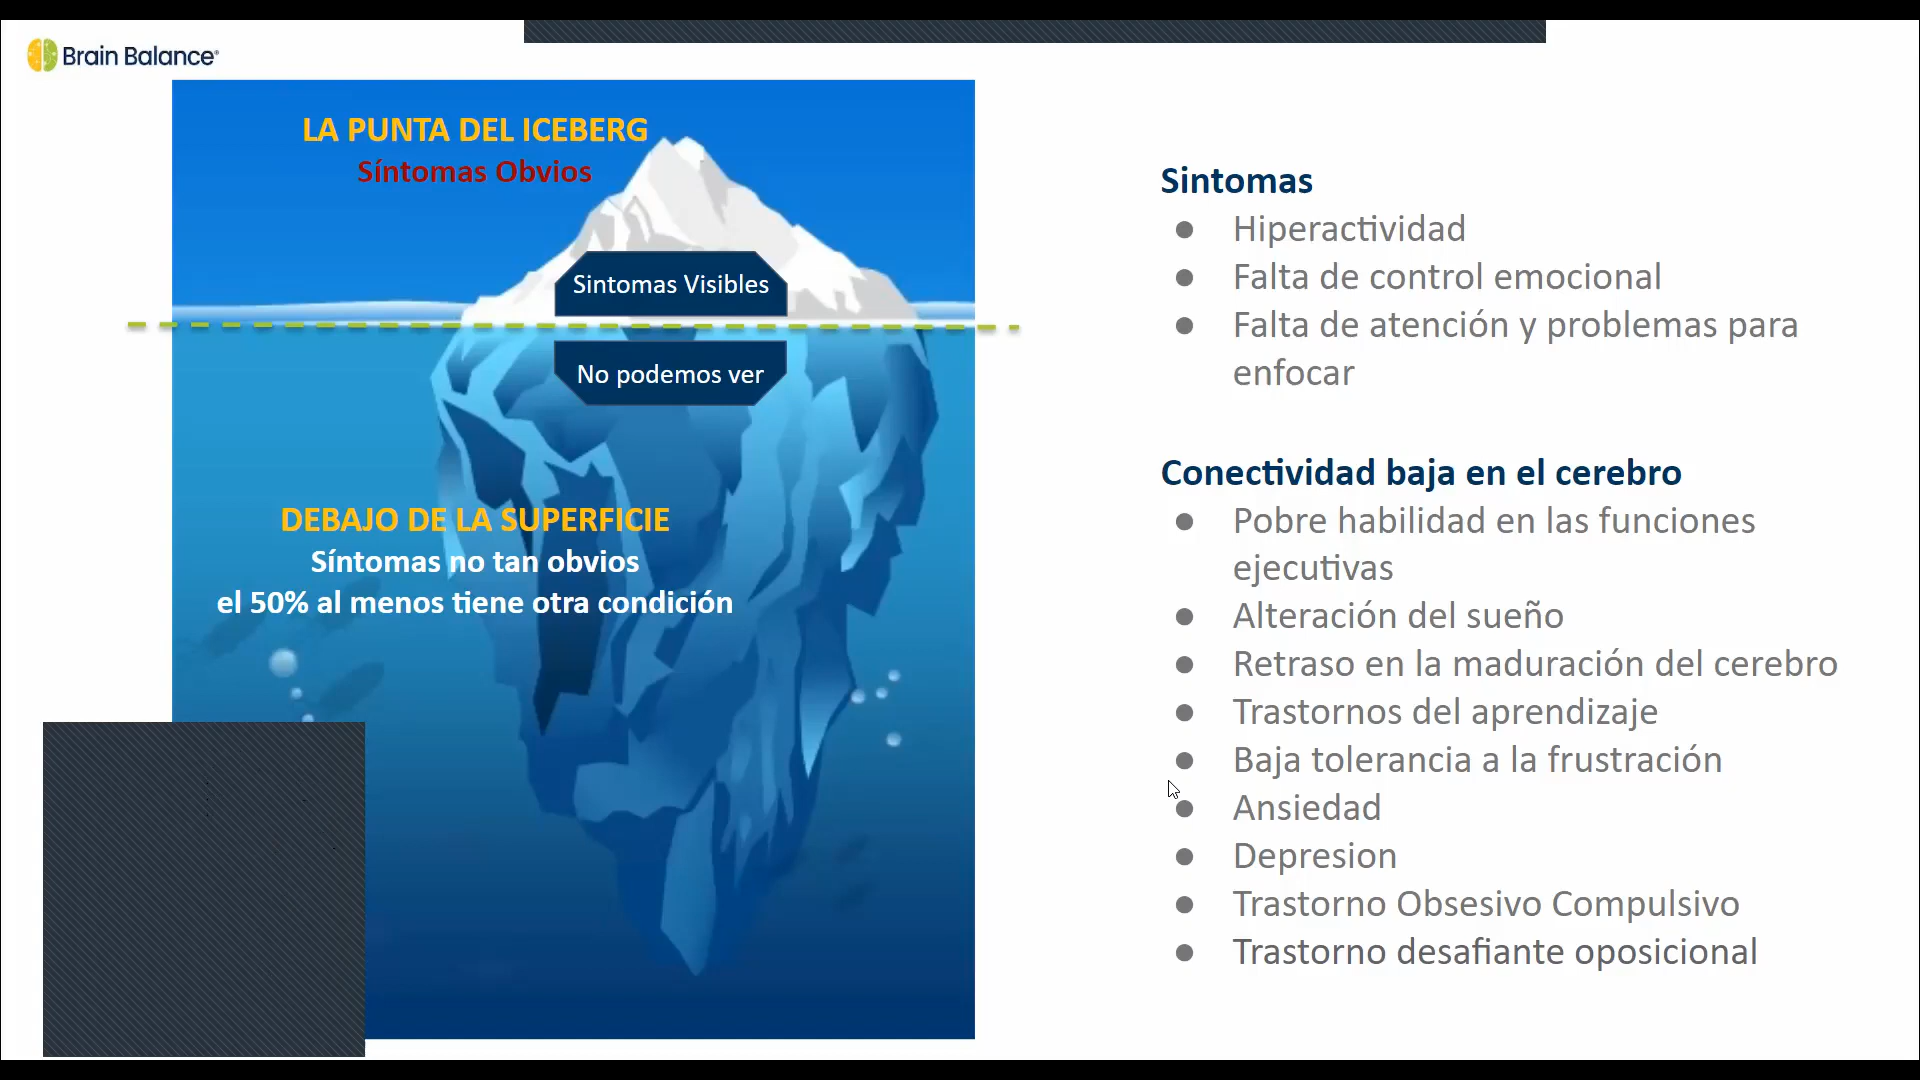 Brain Balance®
LA PUNTA DEL ICEBERG
Síntomas Obvios
Sintomas Visibles
No podemos ver
DEBAJO DE LA SUPERFICIE
Síntomas no tan obvios
el 50% al menos tiene otra condición
Sintomas
● Hiperactividad
● Falta de control emocional
● Falta de atención y problemas para
enfocar
Conectividad baja en el cerebro
● Pobre habilidad en las funciones
ejecutivas
● Alteración del sueño
● Retraso en la maduración del cerebro
● Trastornos del aprendizaje
● Baja tolerancia a la frustración
● Ansiedad
● Depresion
● Trastorno Obsesivo Compulsivo
● Trastorno desafiante oposicional